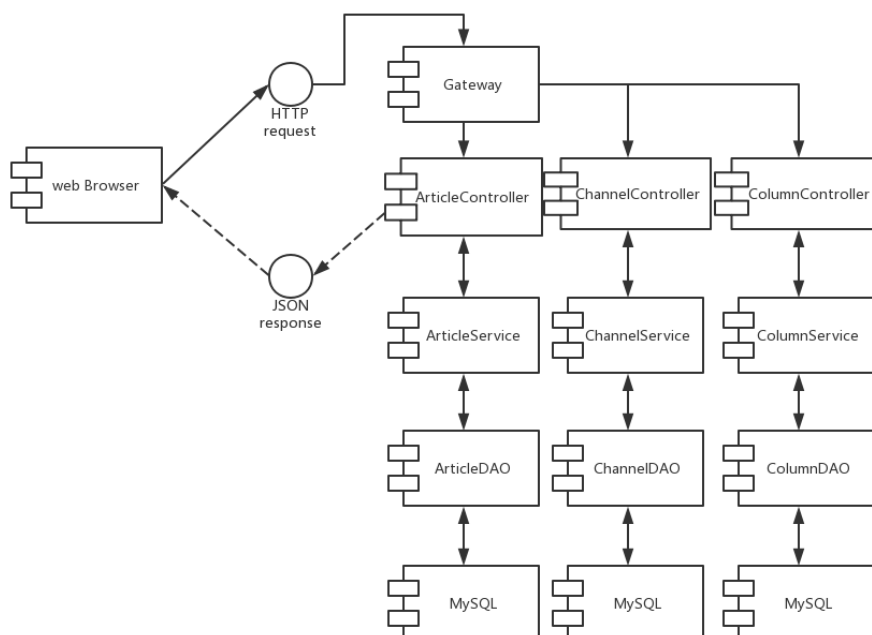 Gateway
HTTP
request
web Browser
ArticleController
ChannelController
ColumnController
JSON
response
ArticleService
ChannelService
ColumnService
ArticleDAO
ChannelDAO
ColumnDAO
MySQL
MySQL
MySQL